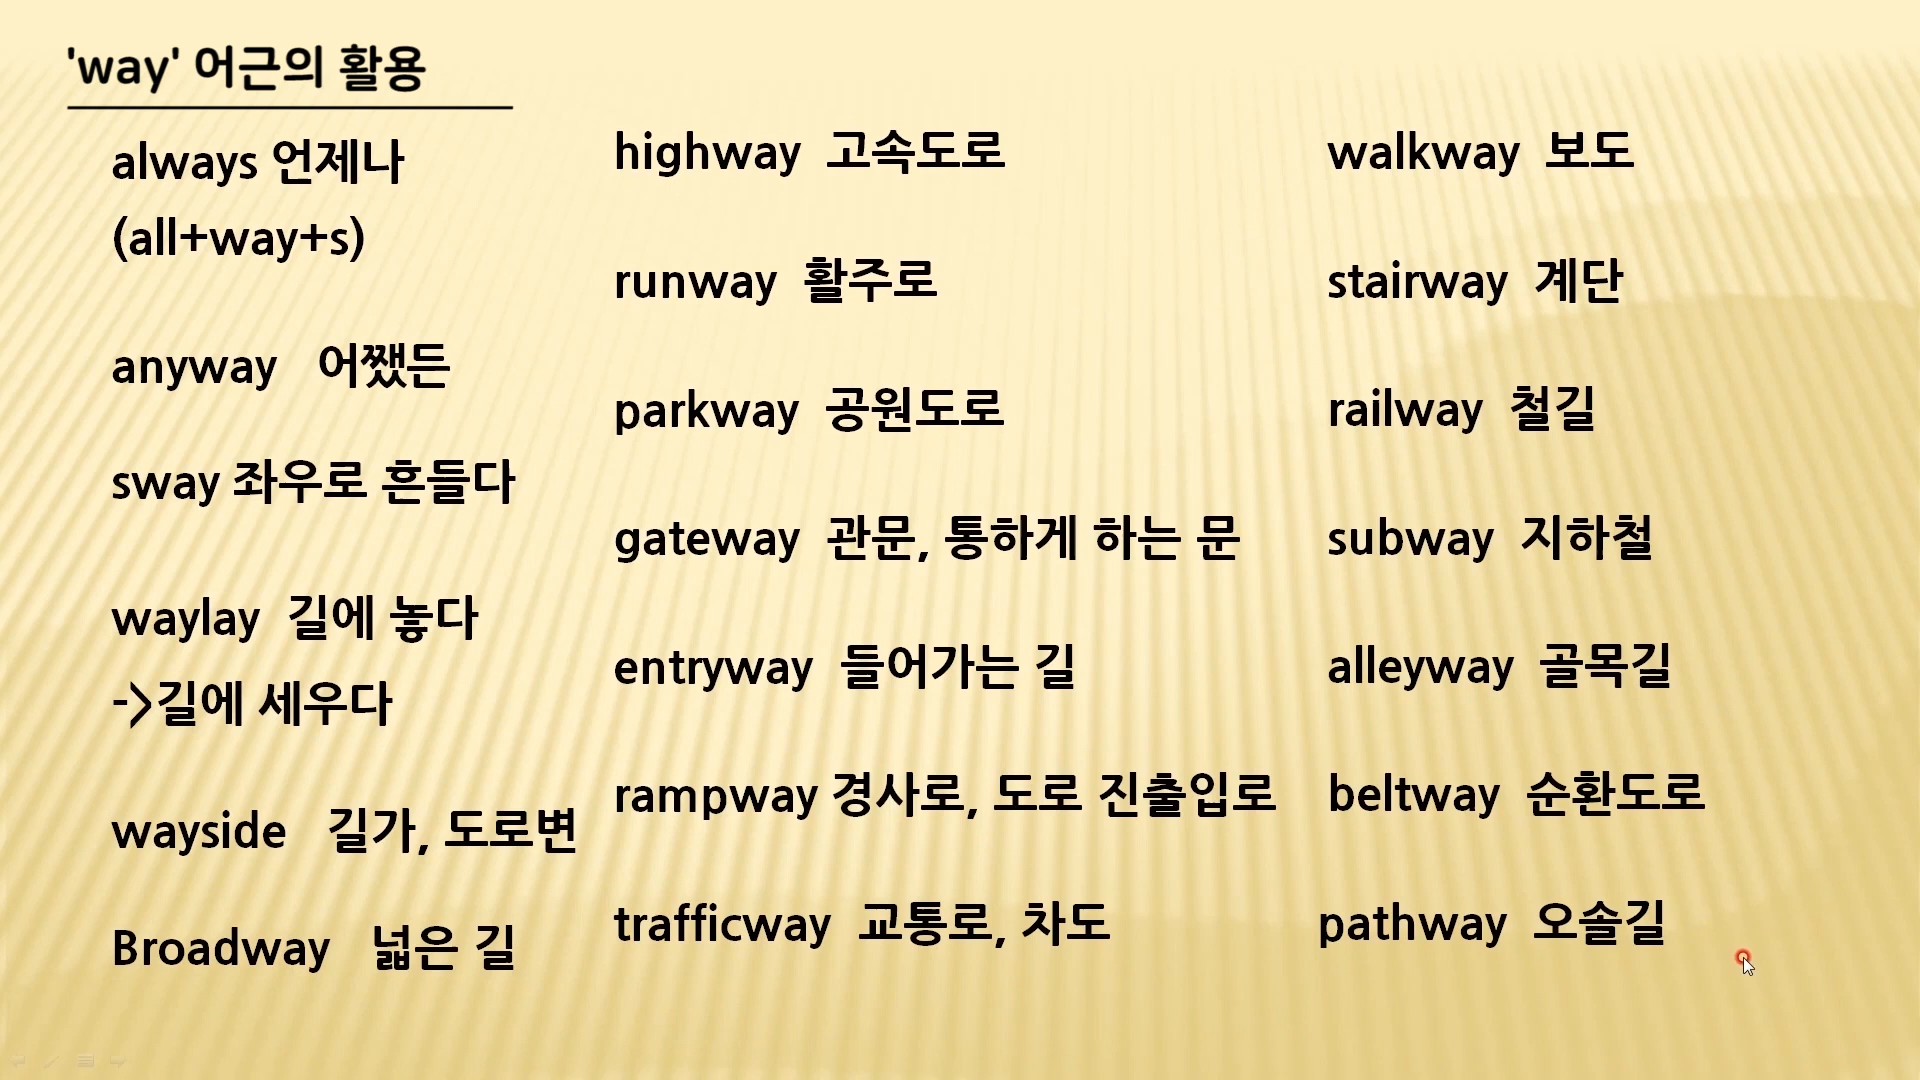 'way' 어근의 활용
always 언제나
(all+way+s)
anyway 어쨌든
sway 좌우로 흔들다
waylay 길에 놓다
->길에 세우다
wayside 길가, 도로변
Broadway 넓은 길
highway 고속도로
runway 활주로
parkway 공원도로
gateway 관문, 통하게 하는 문
entryway 들어가는 길
rampway 경사로, 도로 진출입로
trafficway 교통로, 차도
walkway 보도
stairway 계단
railway 철길
subway 지하철
alleyway 골목길
beltway 순환도로
pathway 오솔길